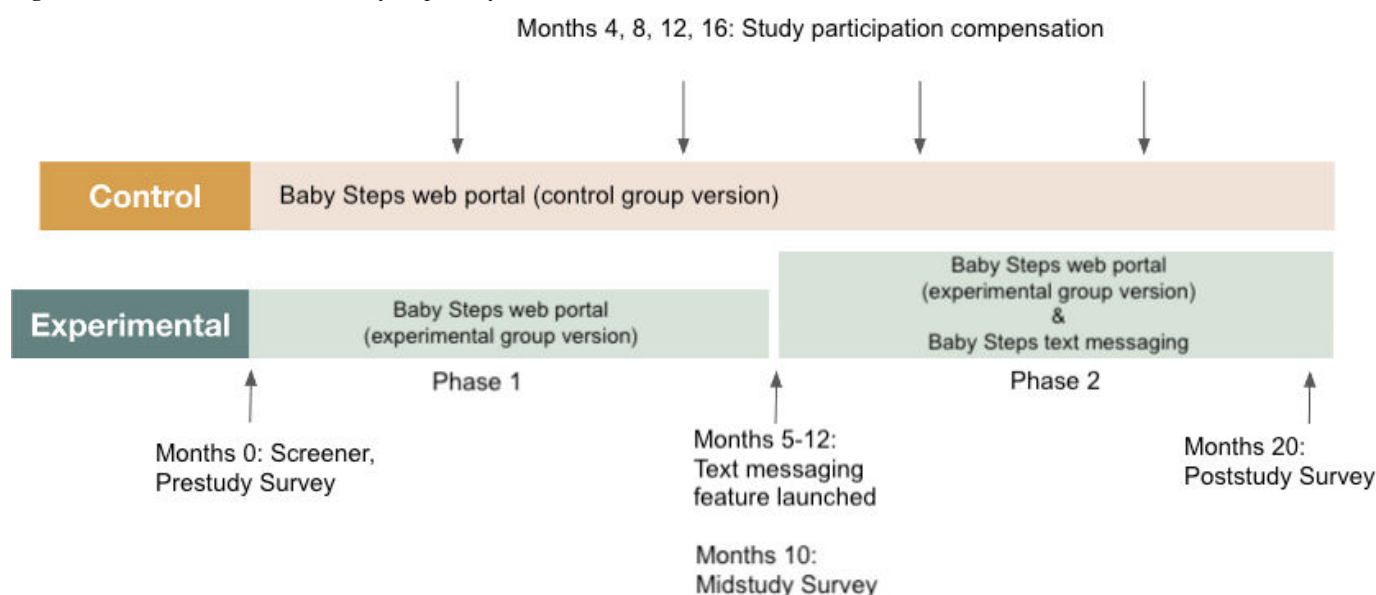 Months 4, 8, 12, 16: Study participation compensation
Control
Baby Steps web portal (control group version)
Experimental
Baby Steps web portal
(experimental group version)
Baby Steps web portal
(experimental group version)
&
Baby Steps text messaging
Phase 1
Phase 2
Months 0: Screener,
Prestudy Survey
Months 5-12:
Text messaging
feature launched
Months 10:
Midstudy Survey
Months 20:
Poststudy Survey